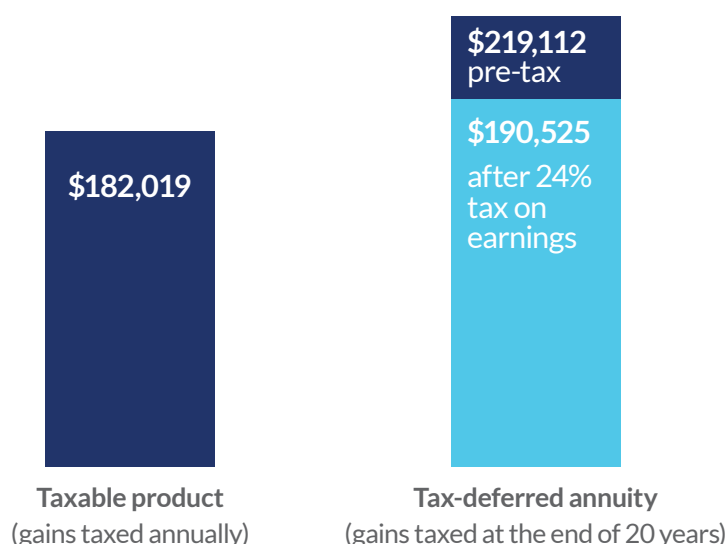 $219,112
pre-tax
$190,525
after 24%
tax on
earnings
$182,019
Taxable product
(gains taxed annually)
Tax-deferred annuity
(gains taxed at the end of 20 years)